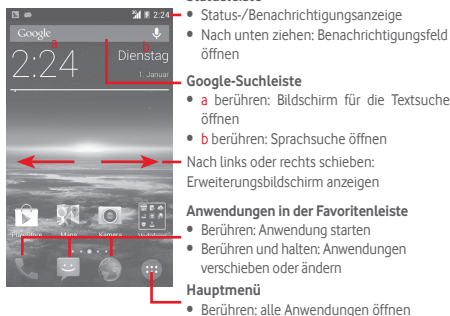 2:24
Google
a
b
2:24
Dienstag
1. Januar
Kamera
• Status-/Benachrichtigungsanzeige
• Nach unten ziehen: Benachrichtigungsfeld
öffnen
Google-Suchleiste
• a berühren: Bildschirm für die Textsuche
öffnen
• b berühren: Sprachsuche öffnen
Nach links oder rechts schieben:
Erweiterungsbildschirm anzeigen
Anwendungen in der Favoritenleiste
• Berühren: Anwendung starten
• Berühren und halten: Anwendungen
verschieben oder ändern
Hauptmenü
• Berühren: alle Anwendungen öffnen